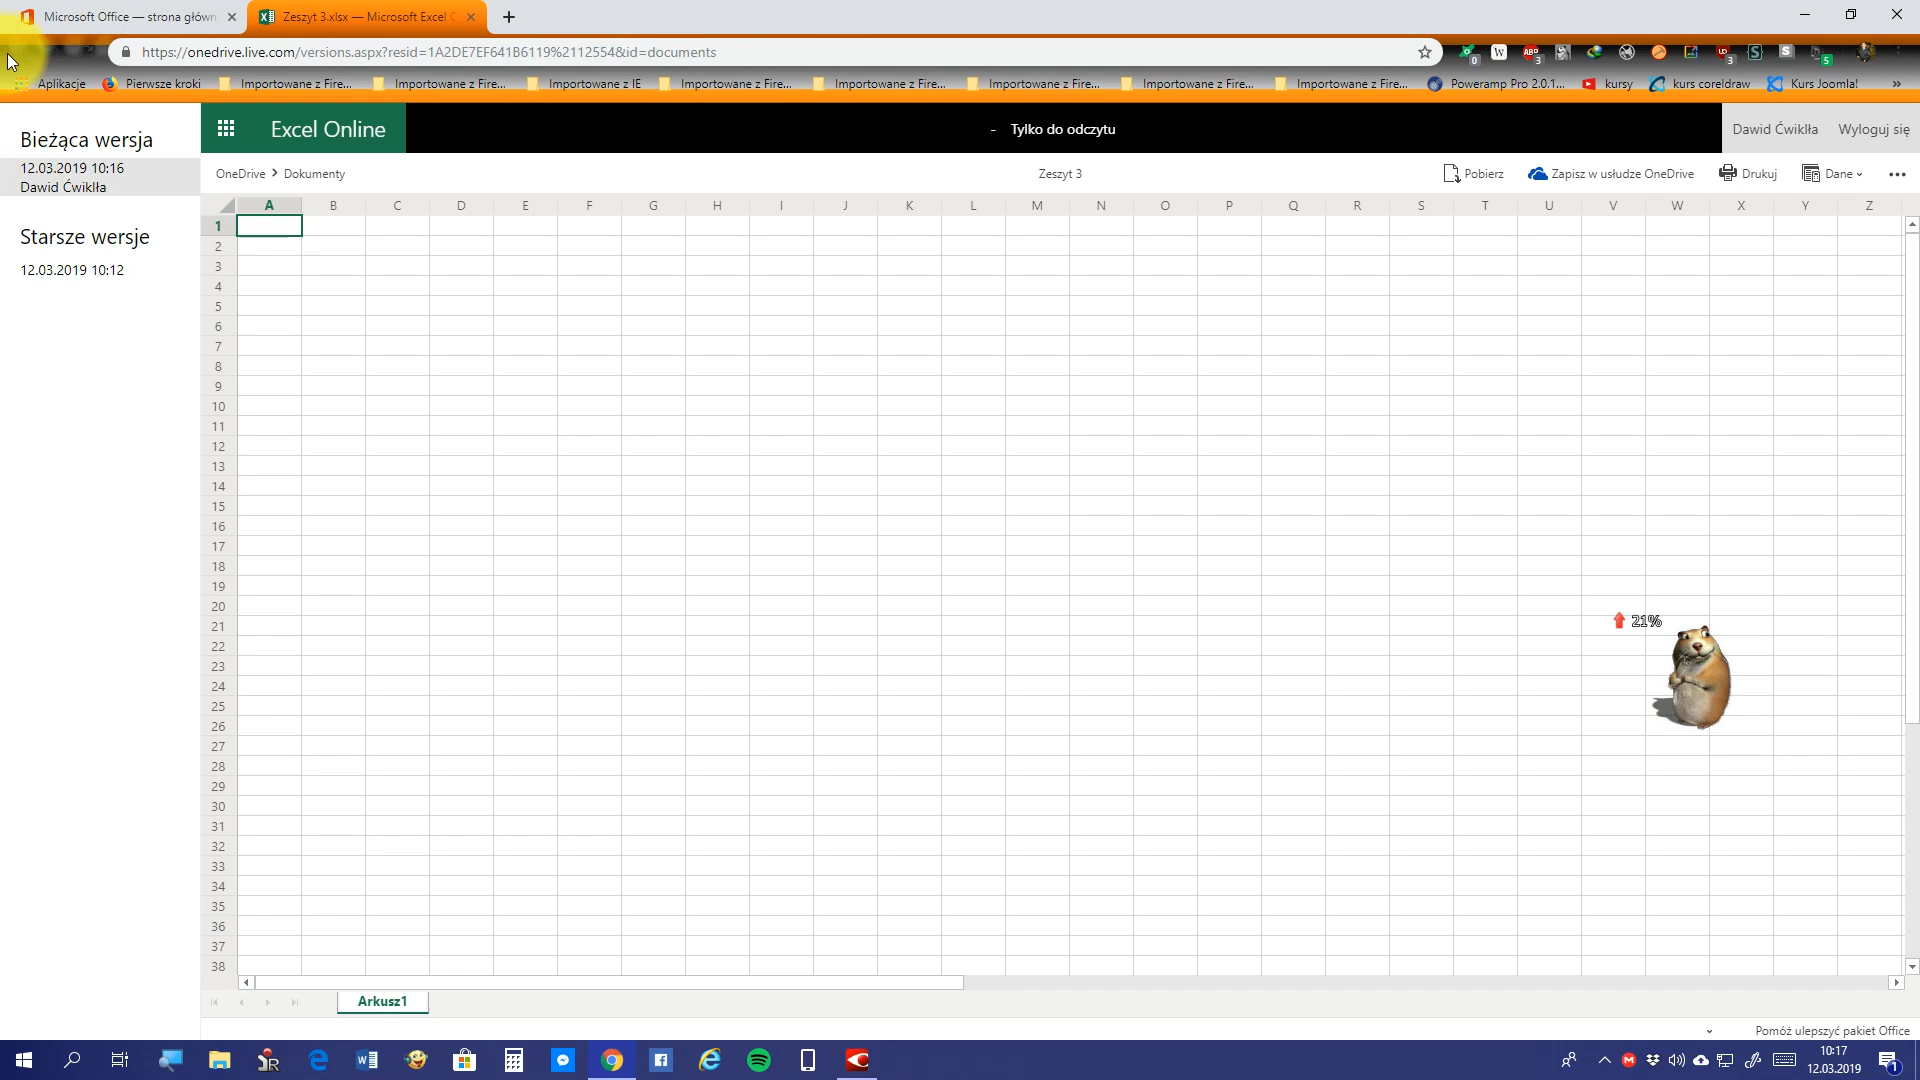 Microsoft Office — strona główn
Zeszyt 3.xlsx — Microsoft Excel O
https://onedrive.live.com/versions.aspx?resid=1A2DE7EF641B6119%2112554&id=documents
Aplikacje
Pierwsze kroki
Importowane z Fire...
Importowane z Fire...
Importowane z IE
Importowane z Fire...
Importowane z Fire...
Importowane z Fire...
Importowane z Fire...
Importowane z Fire...
Poweramp Pro 2.0.1...
kursy
kurs coreldraw
Kurs Joomla!
»
Bieżąca wersja
12.03.2019 10:16
Dawid Ćwikłła
Starsze wersje
12.03.2019 10:12
Excel Online
- Tylko do odczytu
Dawid Ćwikłła
Wyloguj się
OneDrive > Dokumenty
Zeszyt 3
Pobierz
Zapisz w usłudze OneDrive
Drukuj
Dane
A B C D E F G H I J K L M N O P Q R S T U V W X Y Z
1
2
3
4
5
6
7
8
9
10
11
12
13
14
15
16
17
18
19
20
21
22
23
24
25
26
27
28
29
30
31
32
33
34
35
36
37
38
21%
Arkusz1
Pomóż ulepszyć pakiet Office
10:17
12.03.2019
1